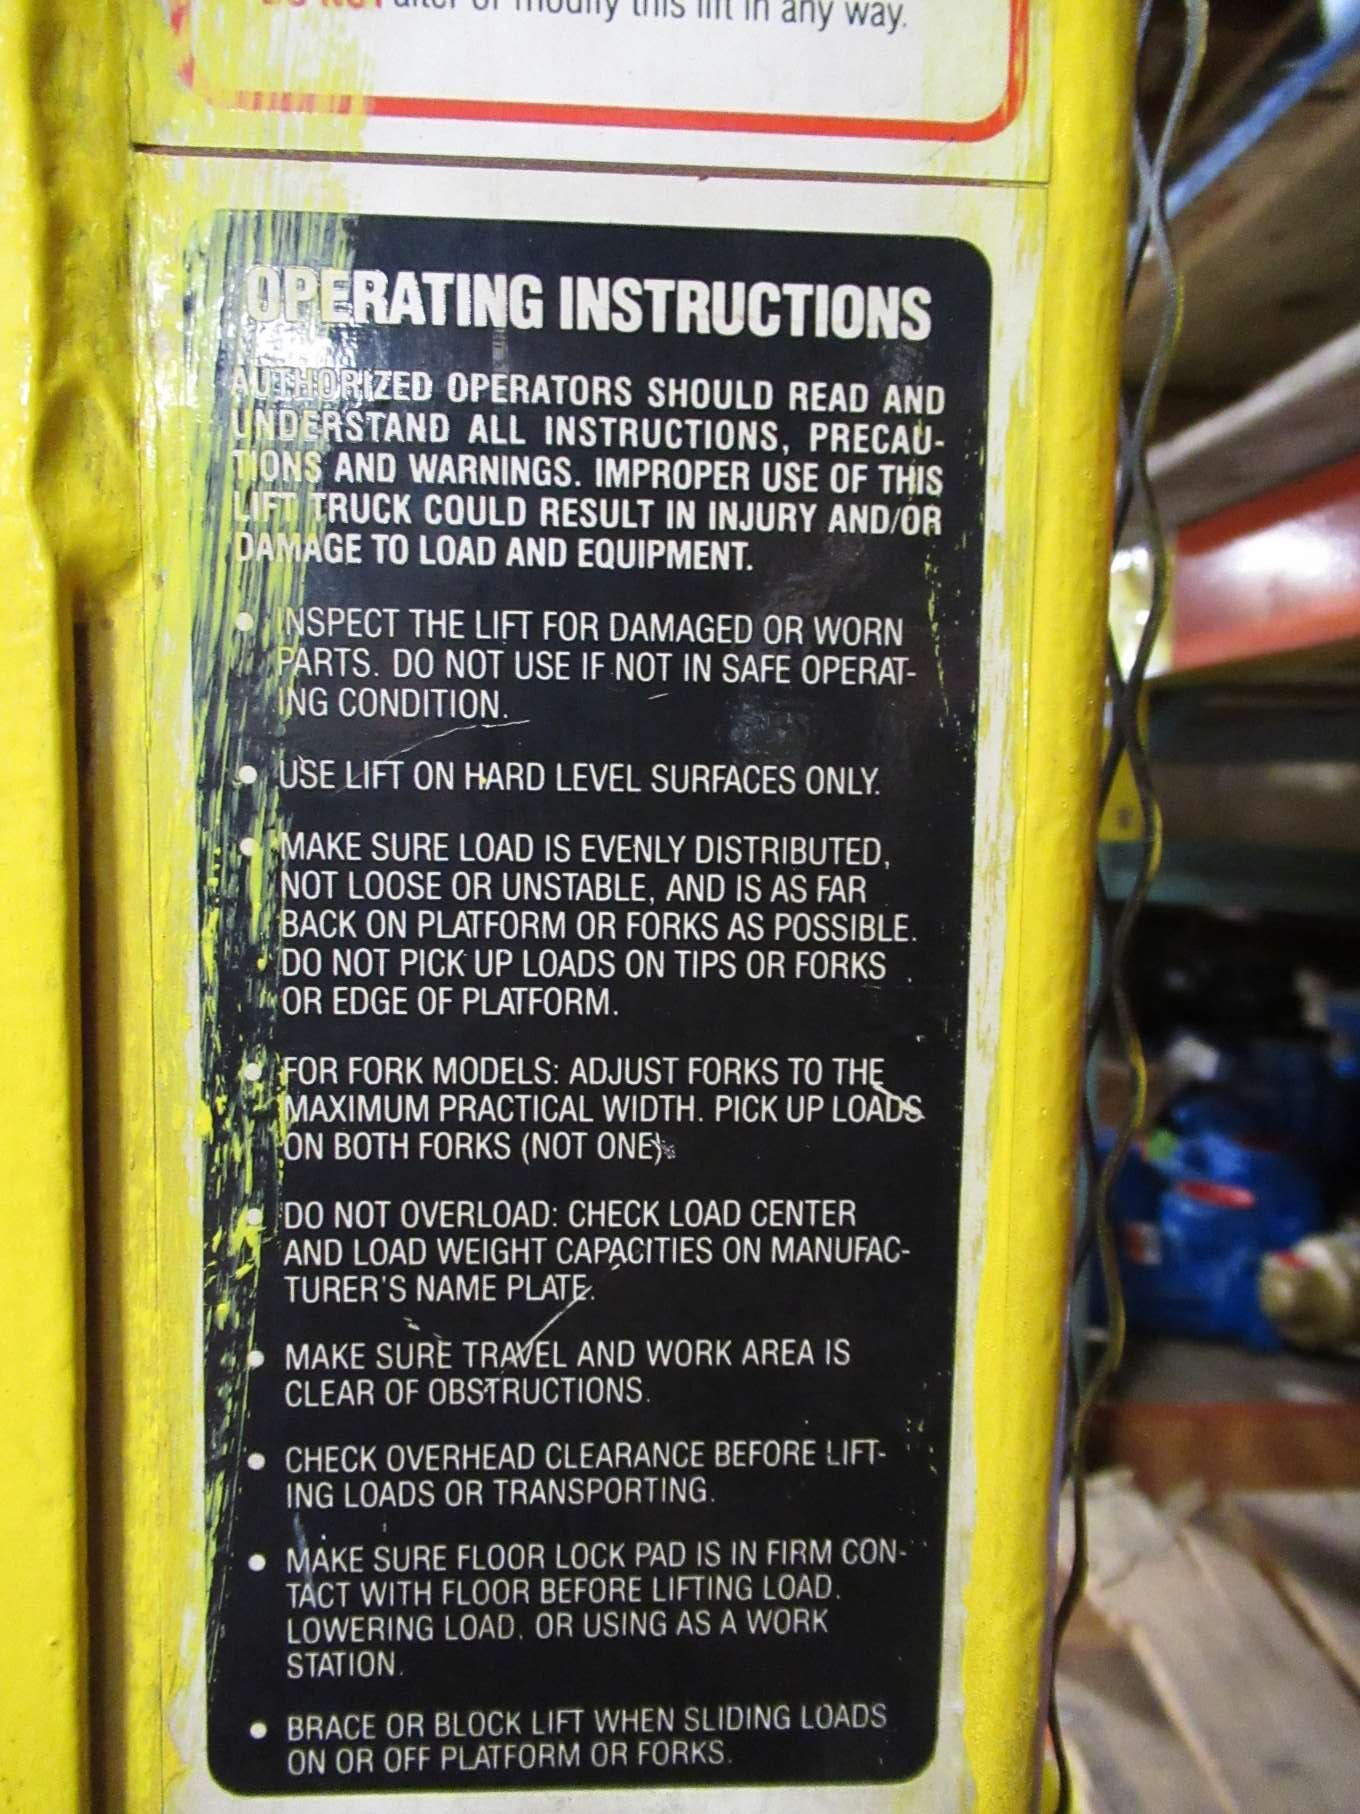 DO NOT alter or modify this lift in any way.
OPERATING INSTRUCTIONS
AUTHORIZED OPERATORS SHOULD READ AND
UNDERSTAND ALL INSTRUCTIONS, PRECAU-
TIONS AND WARNINGS. IMPROPER USE OF THIS
LIFT TRUCK COULD RESULT IN INJURY AND/OR
DAMAGE TO LOAD AND EQUIPMENT.
• INSPECT THE LIFT FOR DAMAGED OR WORN
PARTS. DO NOT USE IF NOT IN SAFE OPERAT-
ING CONDITION.
• USE LIFT ON HARD LEVEL SURFACES ONLY.
• MAKE SURE LOAD IS EVENLY DISTRIBUTED,
NOT LOOSE OR UNSTABLE, AND IS AS FAR
BACK ON PLATFORM OR FORKS AS POSSIBLE.
DO NOT PICK UP LOADS ON TIPS OR FORKS
OR EDGE OF PLATFORM.
• FOR FORK MODELS: ADJUST FORKS TO THE
MAXIMUM PRACTICAL WIDTH. PICK UP LOADS
ON BOTH FORKS (NOT ONE).
• DO NOT OVERLOAD: CHECK LOAD CENTER
AND LOAD WEIGHT CAPACITIES ON MANUFAC-
TURER'S NAME PLATE.
• MAKE SURE TRAVEL AND WORK AREA IS
CLEAR OF OBSTRUCTIONS.
• CHECK OVERHEAD CLEARANCE BEFORE LIFT-
ING LOADS OR TRANSPORTING.
• MAKE SURE FLOOR LOCK PAD IS IN FIRM CON-
TACT WITH FLOOR BEFORE LIFTING LOAD,
LOWERING LOAD, OR USING AS A WORK
STATION.
• BRACE OR BLOCK LIFT WHEN SLIDING LOADS
ON OR OFF PLATFORM OR FORKS.